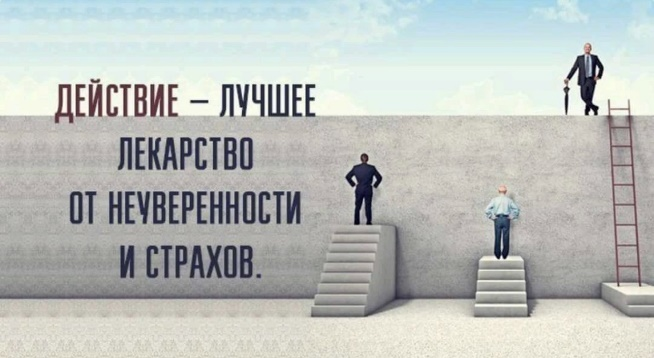 ДЕЙСТВИЕ – ЛУЧШЕЕ
ЛЕКАРСТВО
ОТ НЕУВЕРЕННОСТИ
И СТРАХОВ.